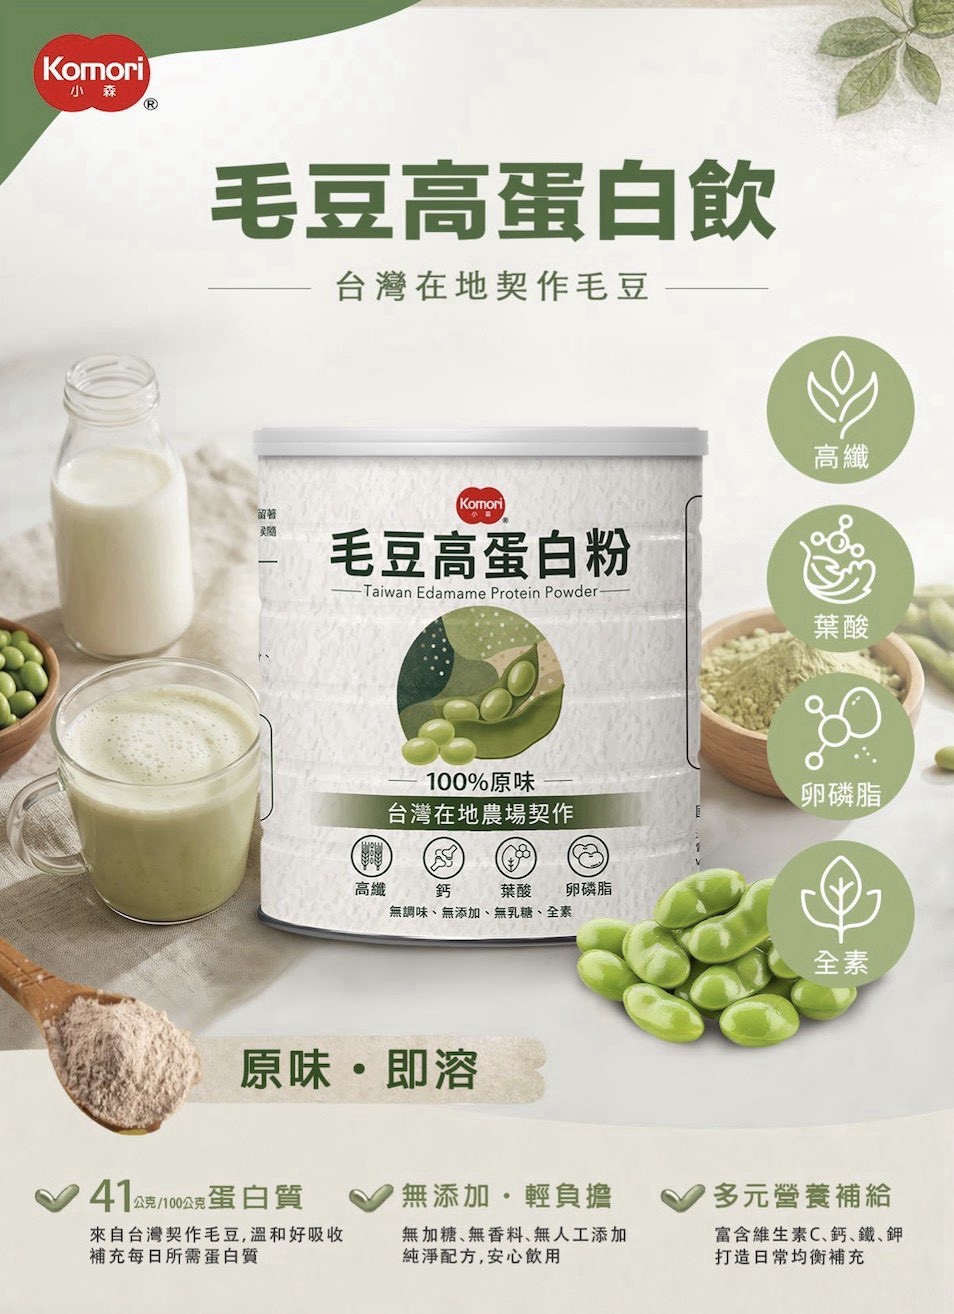 Komori
小森
®
毛豆高蛋白飲
台灣在地契作毛豆
高纖
葉酸
卵磷脂
全素
Komori
小森
®
毛豆高蛋白粉
Taiwan Edamame Protein Powder
100%原味
台灣在地農場契作
高纖 鈣 葉酸 卵磷脂
無調味、無添加、無乳糖、全素
原味・即溶
41公克/100公克蛋白質
來自台灣契作毛豆,溫和好吸收
補充每日所需蛋白質
無添加・輕負擔
無加糖、無香料、無人工添加
純淨配方,安心飲用
多元營養補給
富含維生素C、鈣、鐵、鉀
打造日常均衡補充